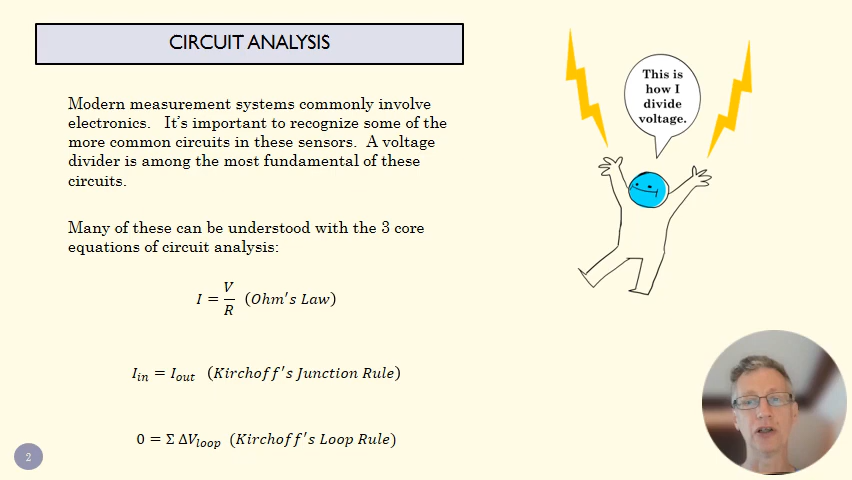 CIRCUIT ANALYSIS
Modern measurement systems commonly involve
electronics. It's important to recognize some of the
more common circuits in these sensors. A voltage
divider is among the most fundamental of these
circuits.
Many of these can be understood with the 3 core
equations of circuit analysis:
I = V/R (Ohm's Law)
I_in = I_out (Kirchoff's Junction Rule)
0 = Σ ΔV_loop (Kirchoff's Loop Rule)
2
This is
how I
divide
voltage.